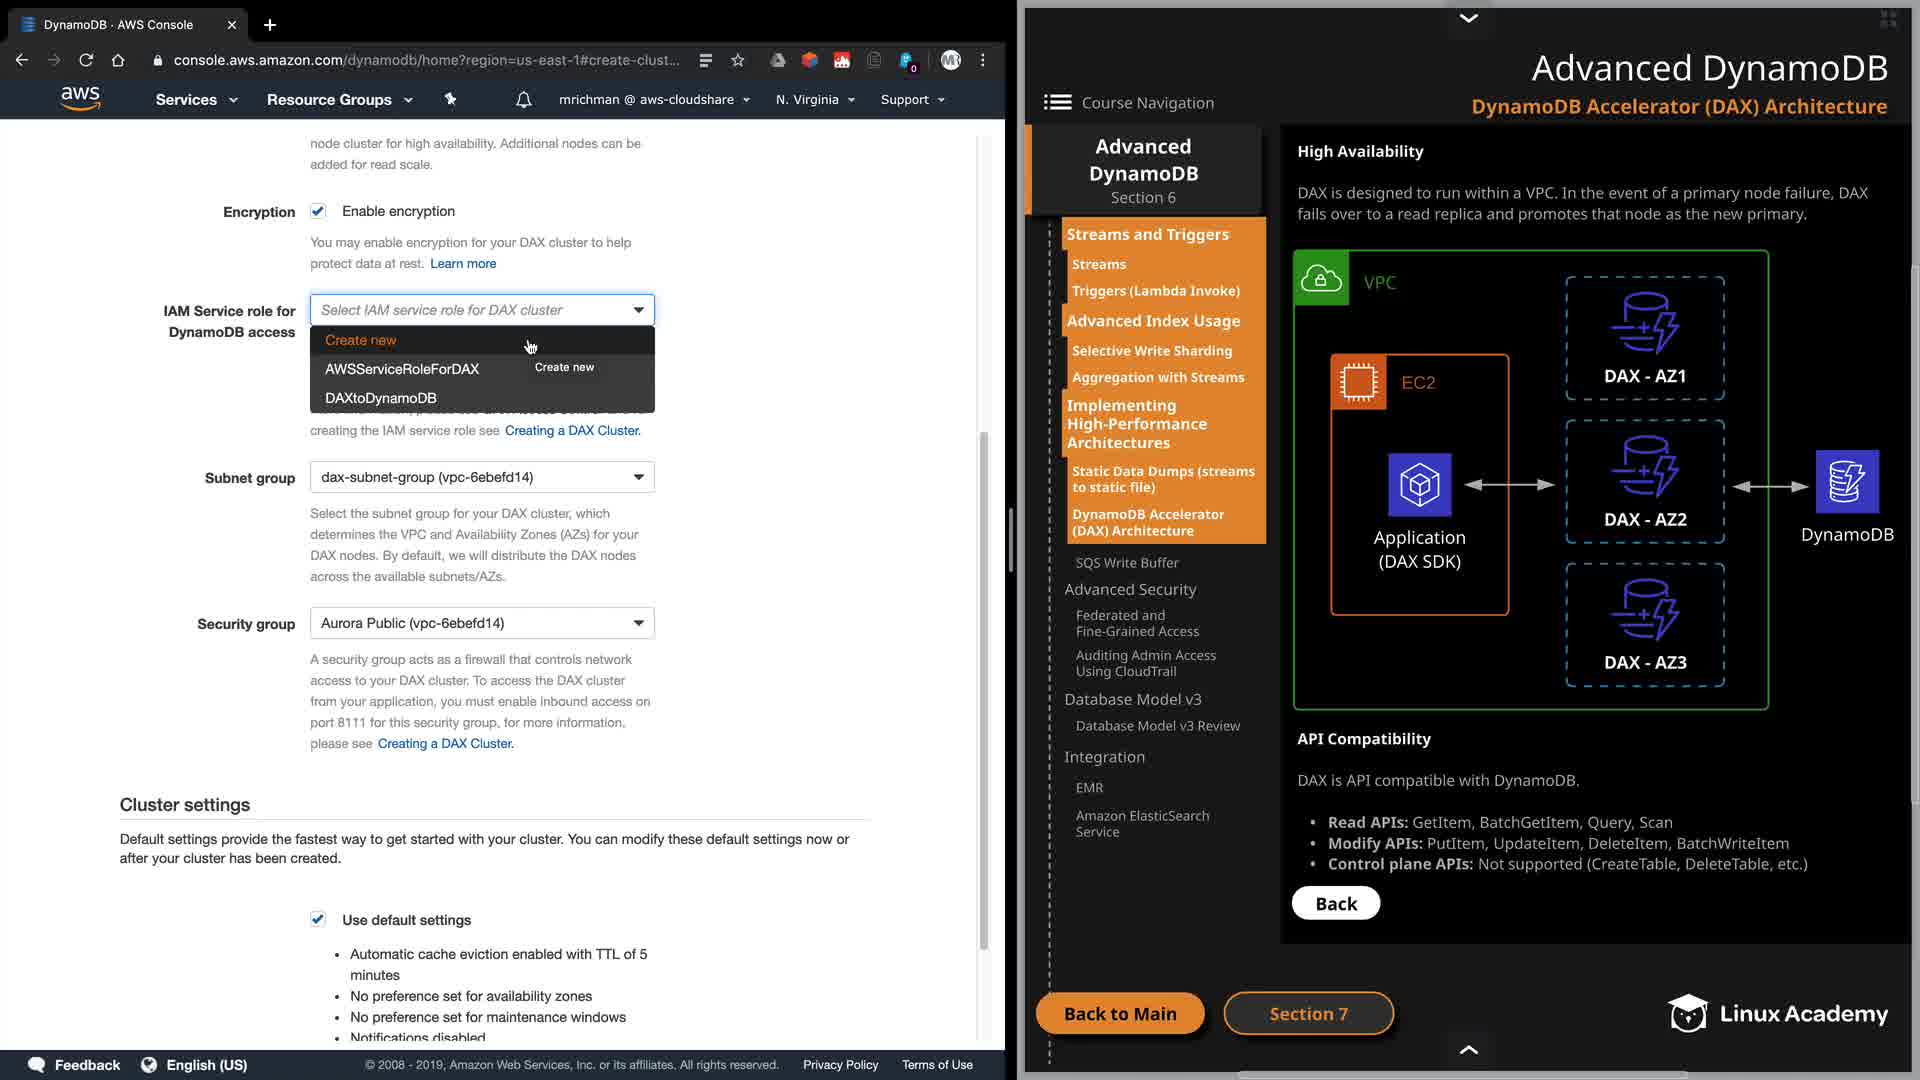 DynamoDB · AWS Console
console.aws.amazon.com/dynamodb/home?region=us-east-1#create-clust...
0
aws
Services
Resource Groups
mrichman @ aws-cloudshare
N. Virginia
Support
node cluster for high availability. Additional nodes can be
added for read scale.
Encryption
Enable encryption
You may enable encryption for your DAX cluster to help
protect data at rest. Learn more
IAM Service role for
DynamoDB access
Select IAM service role for DAX cluster
Create new
Create new
AWSServiceRoleForDAX
DAXtoDynamoDB
creating the IAM service role see Creating a DAX Cluster.
Subnet group
dax-subnet-group (vpc-6ebefd14)
Select the subnet group for your DAX cluster, which
determines the VPC and Availability Zones (AZs) for your
DAX nodes. By default, we will distribute the DAX nodes
across the available subnets/AZs.
Security group
Aurora Public (vpc-6ebefd14)
A security group acts as a firewall that controls network
access to your DAX cluster. To access the DAX cluster
from your application, you must enable inbound access on
port 8111 for this security group, for more information,
please see Creating a DAX Cluster.
Cluster settings
Default settings provide the fastest way to get started with your cluster. You can modify these default settings now or
after your cluster has been created.
Use default settings
• Automatic cache eviction enabled with TTL of 5
minutes
• No preference set for availability zones
• No preference set for maintenance windows
• Notifications disabled
Feedback
English (US)
© 2008 - 2019, Amazon Web Services, Inc. or its affiliates. All rights reserved.
Privacy Policy
Terms of Use
Advanced DynamoDB
DynamoDB Accelerator (DAX) Architecture
Course Navigation
Advanced
DynamoDB
Section 6
Streams and Triggers
Streams
Triggers (Lambda Invoke)
Advanced Index Usage
Selective Write Sharding
Aggregation with Streams
Implementing
High-Performance
Architectures
Static Data Dumps (streams
to static file)
DynamoDB Accelerator
(DAX) Architecture
SQS Write Buffer
Advanced Security
Federated and
Fine-Grained Access
Auditing Admin Access
Using CloudTrail
Database Model v3
Database Model v3 Review
Integration
EMR
Amazon ElasticSearch
Service
High Availability
DAX is designed to run within a VPC. In the event of a primary node failure, DAX
fails over to a read replica and promotes that node as the new primary.
VPC
EC2
Application
(DAX SDK)
DAX - AZ1
DAX - AZ2
DAX - AZ3
DynamoDB
API Compatibility
DAX is API compatible with DynamoDB.
• Read APIs: GetItem, BatchGetItem, Query, Scan
• Modify APIs: PutItem, UpdateItem, DeleteItem, BatchWriteItem
• Control plane APIs: Not supported (CreateTable, DeleteTable, etc.)
Back
Back to Main
Section 7
Linux Academy